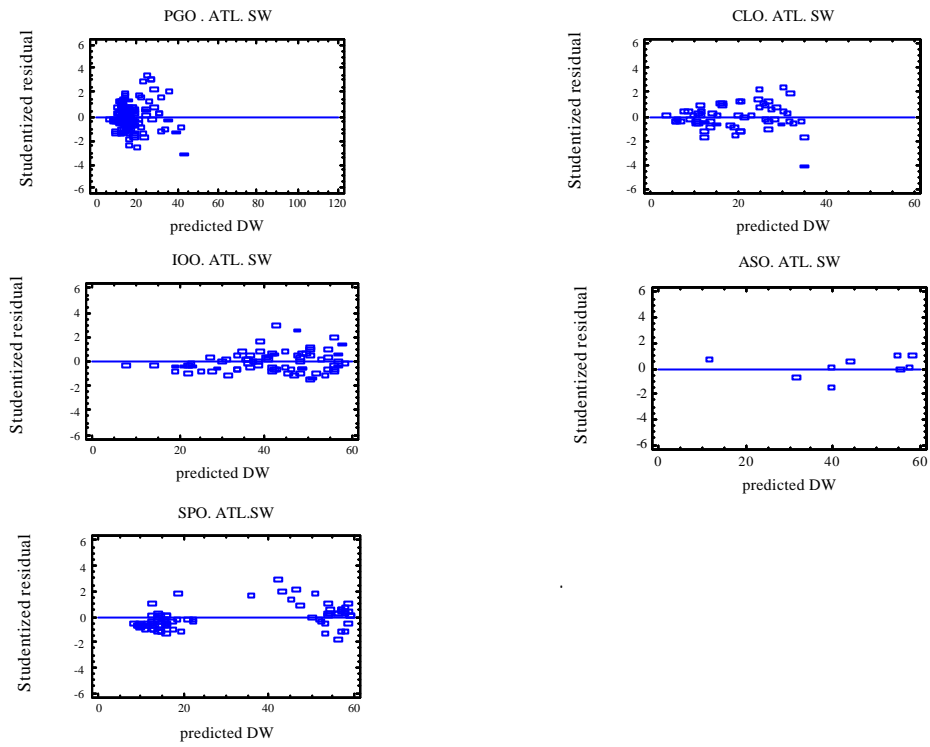 PGO . ATL. SW
Studentized residual
6
4
2
0
-2
-4
-6
0 20 40 60 80 100 120
predicted DW
CLO. ATL. SW
Studentized residual
6
4
2
0
-2
-4
-6
0 20 40 60
predicted DW
IOO. ATL. SW
Studentized residual
6
4
2
0
-2
-4
-6
0 20 40 60
predicted DW
ASO. ATL. SW
Studentized residual
6
4
2
0
-2
-4
-6
0 20 40 60
predicted DW
SPO. ATL.SW
Studentized residual
6
4
2
0
-2
-4
-6
0 20 40 60
predicted DW